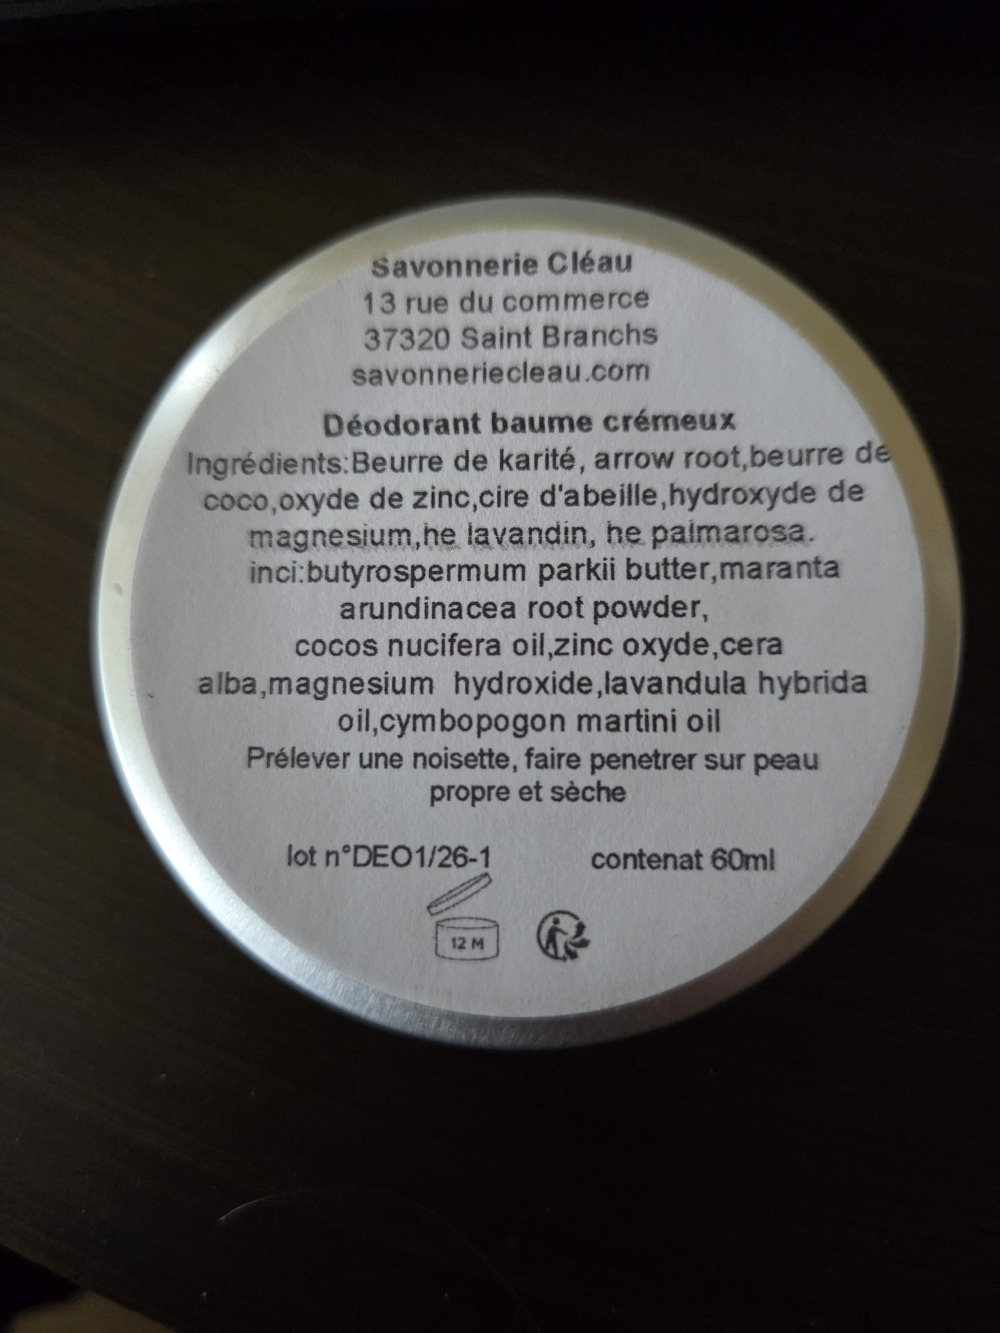 Savonnerie Cléau
13 rue du commerce
37320 Saint Branchs
savonneriecleau.com
Déodorant baume crémeux
Ingrédients:Beurre de karité, arrow root,beurre de
coco,oxyde de zinc,cire d'abeille,hydroxyde de
magnesium,he lavandin, he palmarosa.
inci:butyrospermum parkii butter,maranta
arundinacea root powder,
cocos nucifera oil,zinc oxyde,cera
alba,magnesium hydroxide,lavandula hybrida
oil,cymbopogon martini oil
Prélever une noisette, faire penetrer sur peau
propre et sèche
lot n°DEO1/26-1 contenat 60ml
12 M